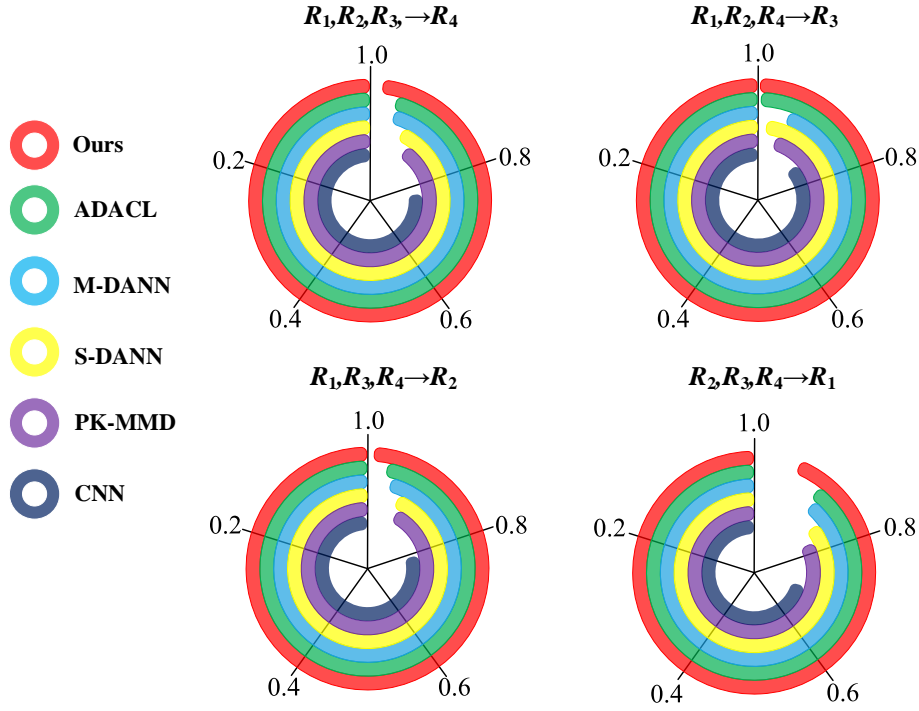 R₁,R₂,R₃,→R₄
1.0
0.2
0.8
0.4
0.6
R₁,R₂,R₄→R₃
1.0
0.2
0.8
0.4
0.6
Ours
ADACL
M-DANN
S-DANN
PK-MMD
CNN
R₁,R₃,R₄→R₂
1.0
0.2
0.8
0.4
0.6
R₂,R₃,R₄→R₁
1.0
0.2
0.8
0.4
0.6